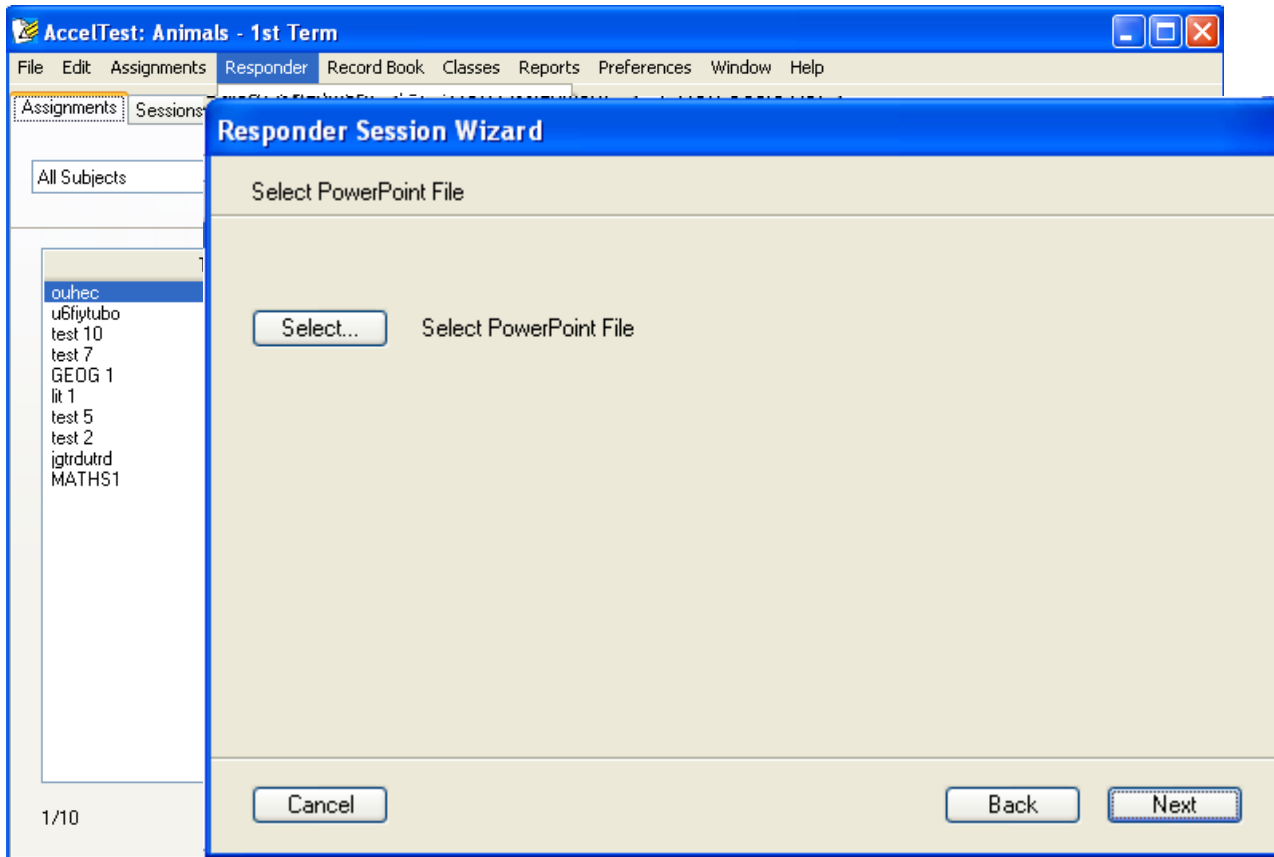 AccelTest: Animals - 1st Term
File Edit Assignments Responder Record Book Classes Reports Preferences Window Help
Assignments Sessions
Responder Session Wizard
All Subjects
Select PowerPoint File
ouhec
u6fiytubo
test 10
test 7
GEOG 1
lit 1
test 5
test 2
jgtrdutrd
MATHS1
Select... Select PowerPoint File
1/10
Cancel Back Next